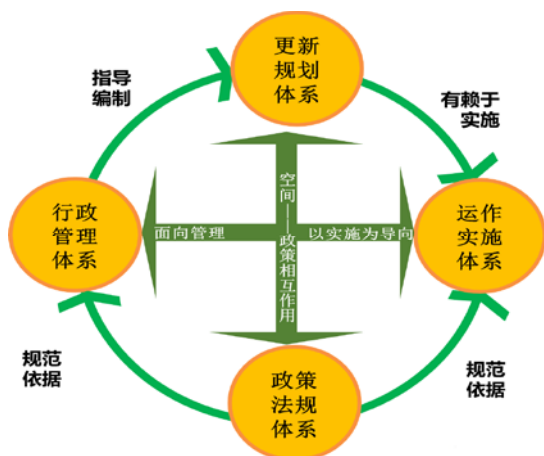 更新
规划
体系
指导
编制
有赖于
实施
行政
管理
体系
面向管理
空间——政策相互作用
以实施为导向
运作
实施
体系
规范
依据
政策
法规
体系
规范
依据